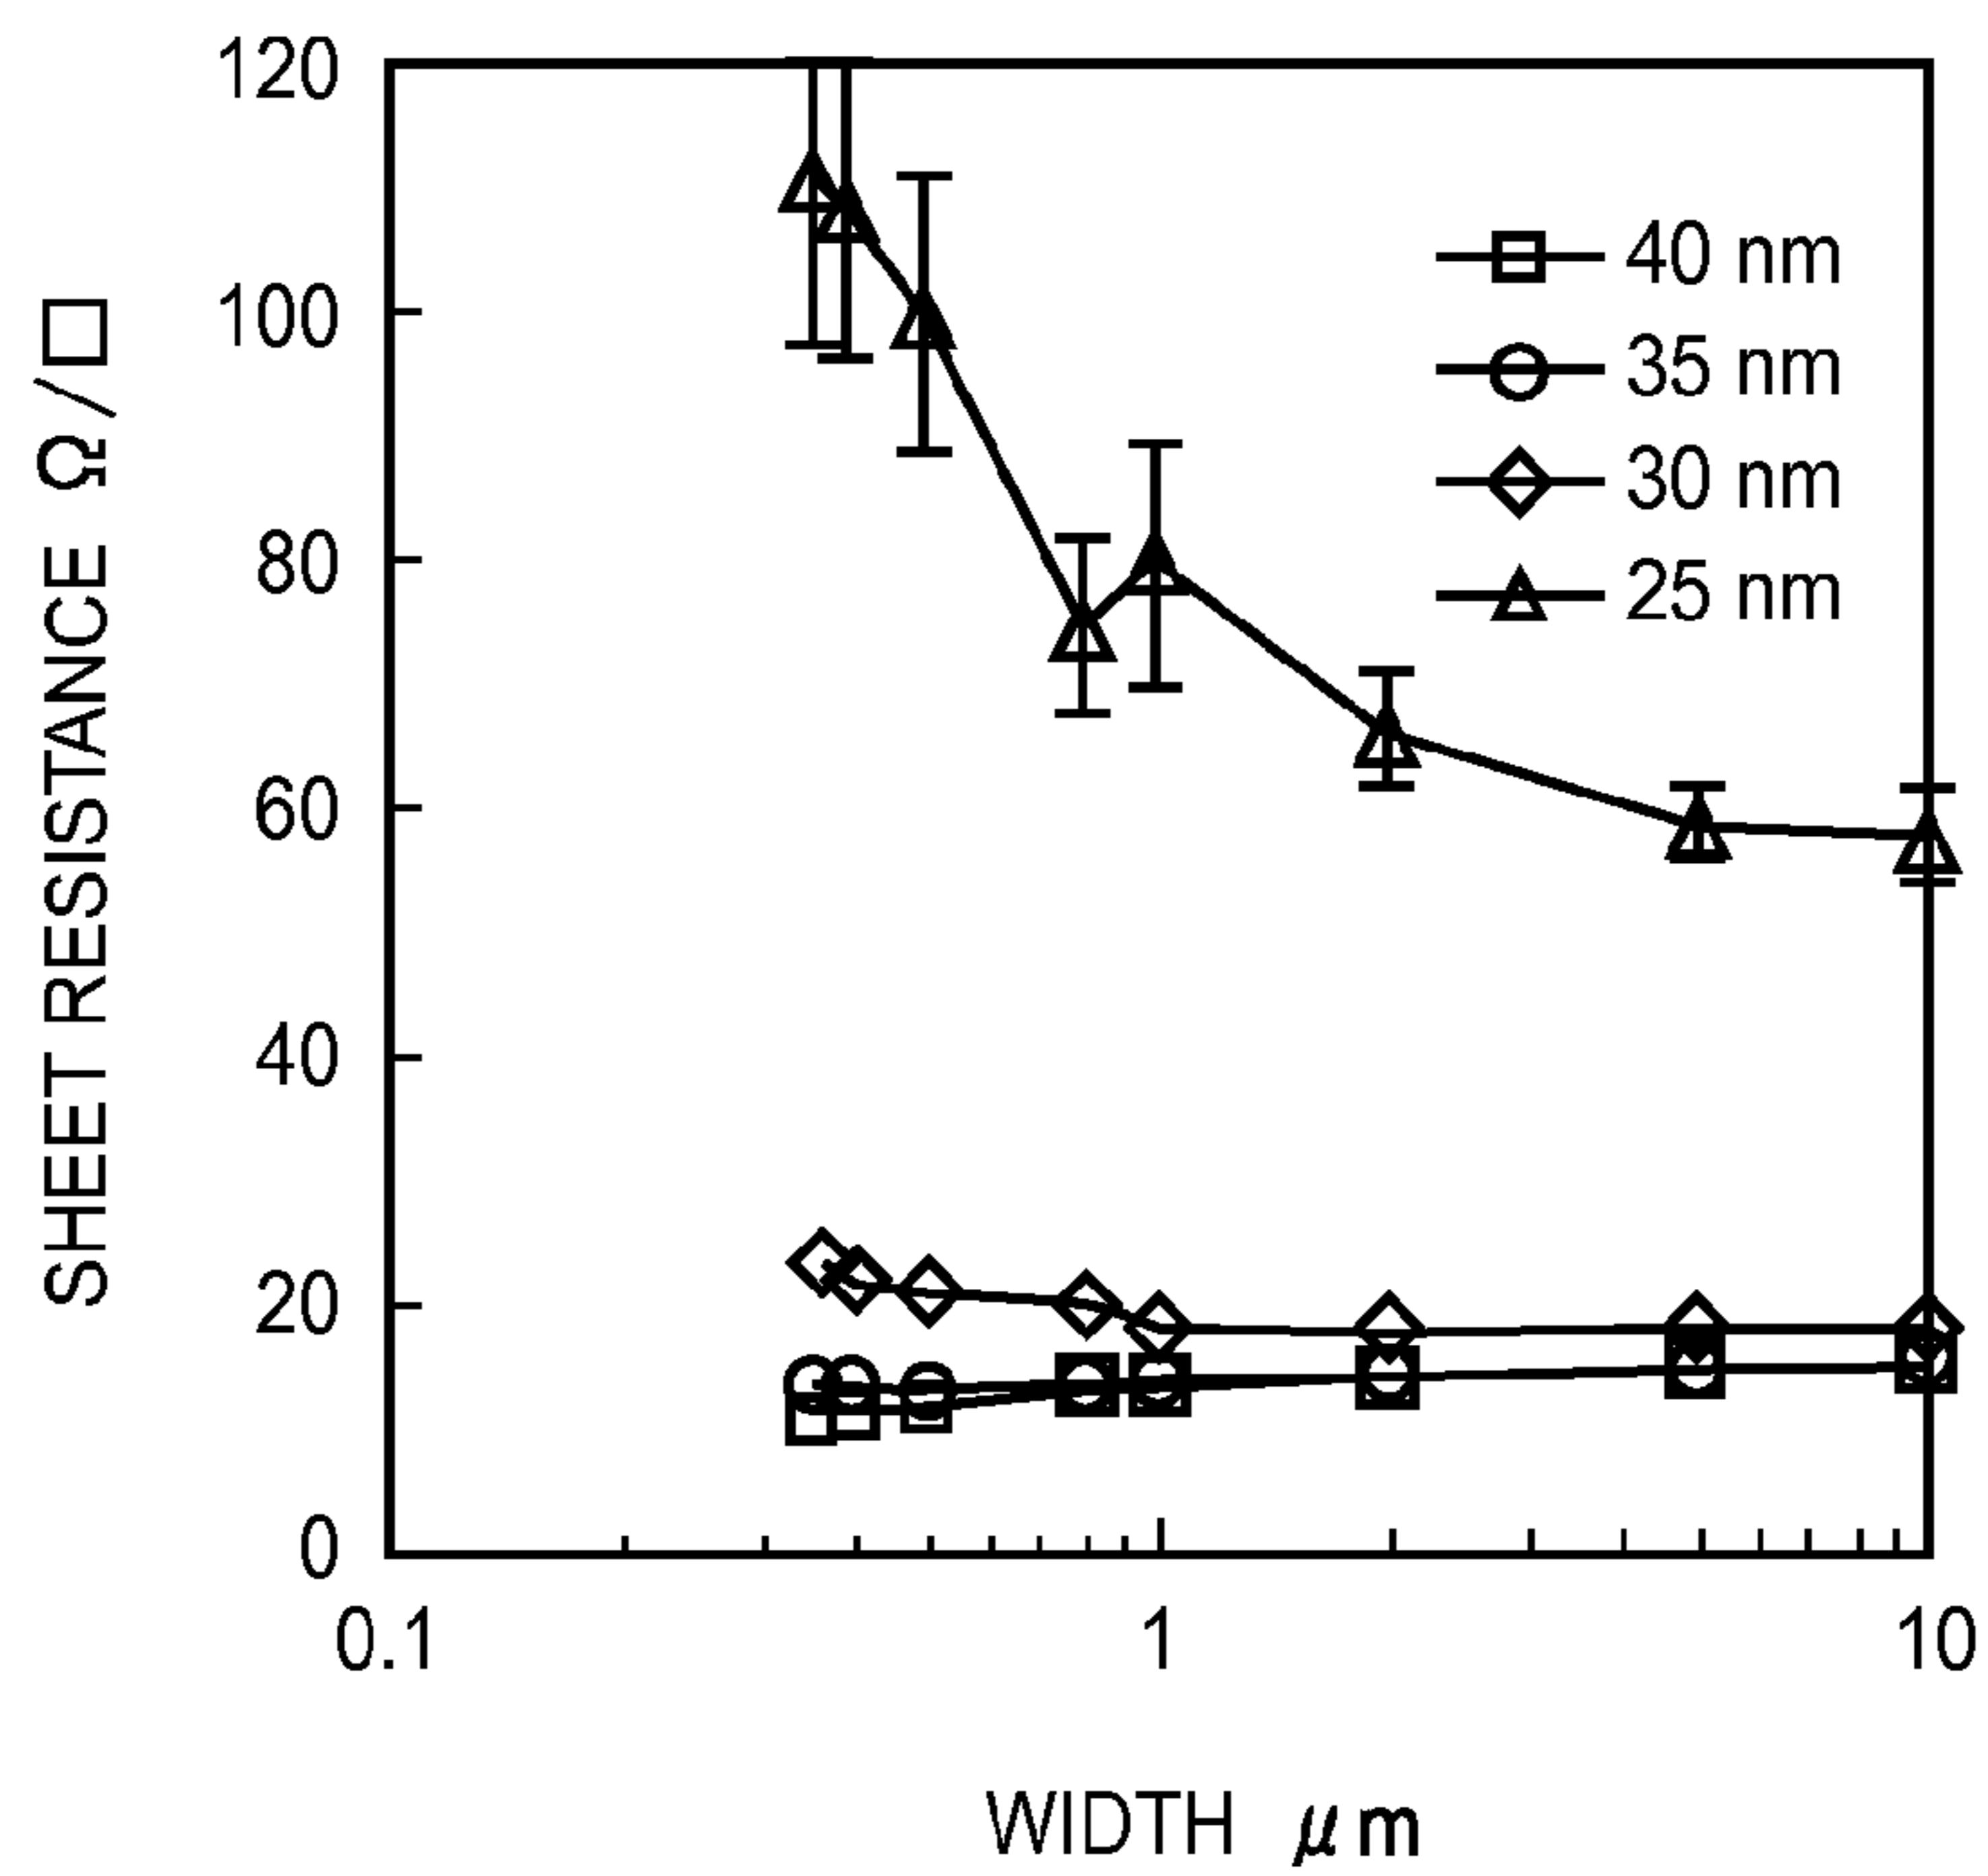 SHEET RESISTANCE Ω/□
120
100
80
60
40
20
0
40 nm
35 nm
30 nm
25 nm
0.1
1
10
WIDTH μm